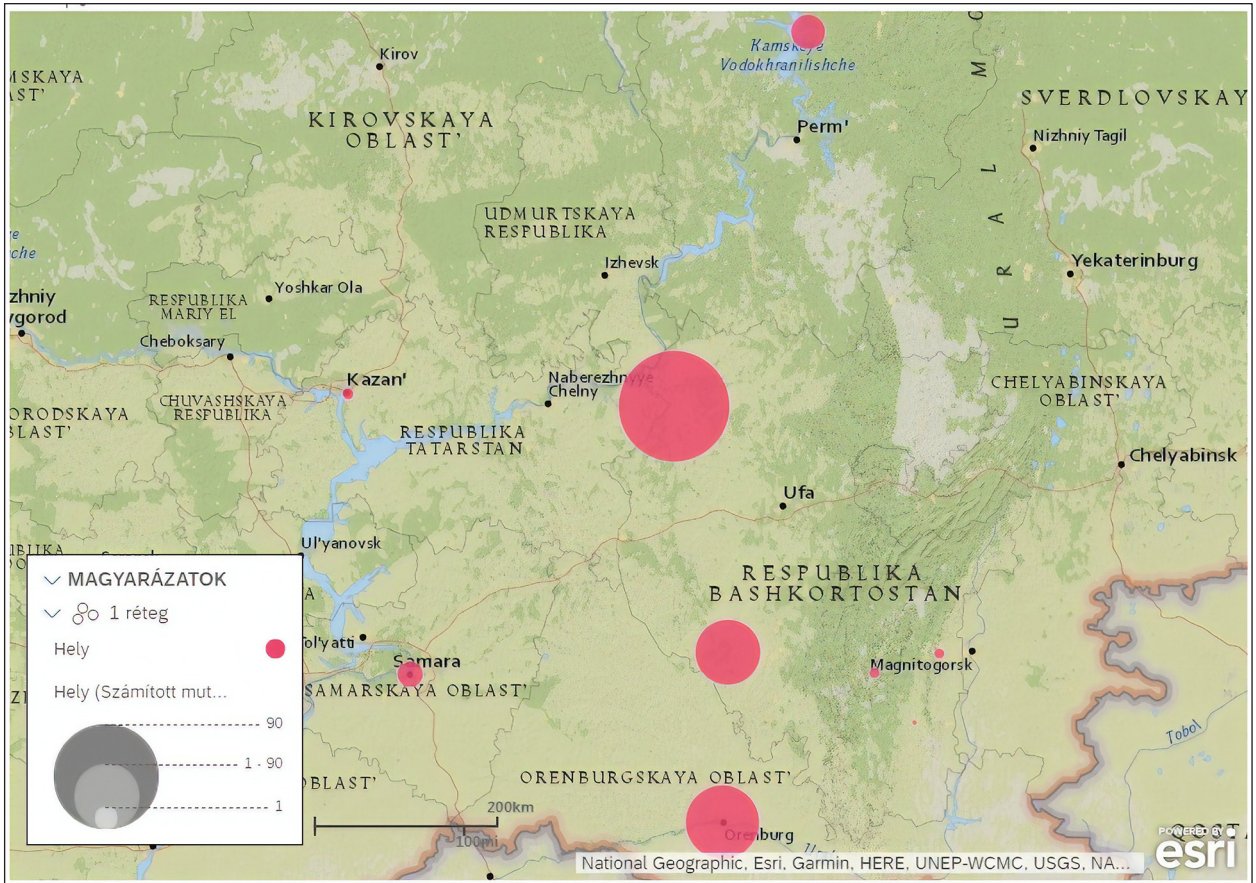 Kirov
MSKAYA
AST'
KIROVSKAYA
OBLAST'
Kamskoye
Vodokhranilishche
Perm'
SVERDLOVSKAY
Nizhniy Tagil
URAL
UDMURTSKAYA
RESPUBLIKA
Izhevsk
Yekaterinburg
che
zhniy
vgorod
Yoshkar Ola
RESPUBLIKA
MARIY EL
Cheboksary
Kazan'
CHUVASHSKAYA
RESPUBLIKA
ORODSKAYA
BLAST'
Naberezhnyye
Chelny
RESPUBLIKA
TATARSTAN
CHELYABINSKAYA
OBLAST'
Chelyabinsk
Ufa
Ul'yanovsk
RESPUBLIKA
BASHKORTOSTAN
Tol'yatti
Samara
SAMARSKAYA OBLAST'
Magnitogorsk
Tobol
OBLAST'
ORENBURGSKAYA OBLAST'
Orenburg
MAGYARÁZATOK
1 réteg
Hely
Hely (Számított mut...
90
1 - 90
1
200km
100mi
National Geographic, Esri, Garmin, HERE, UNEP-WCMC, USGS, NA...
POWERED BY
esri